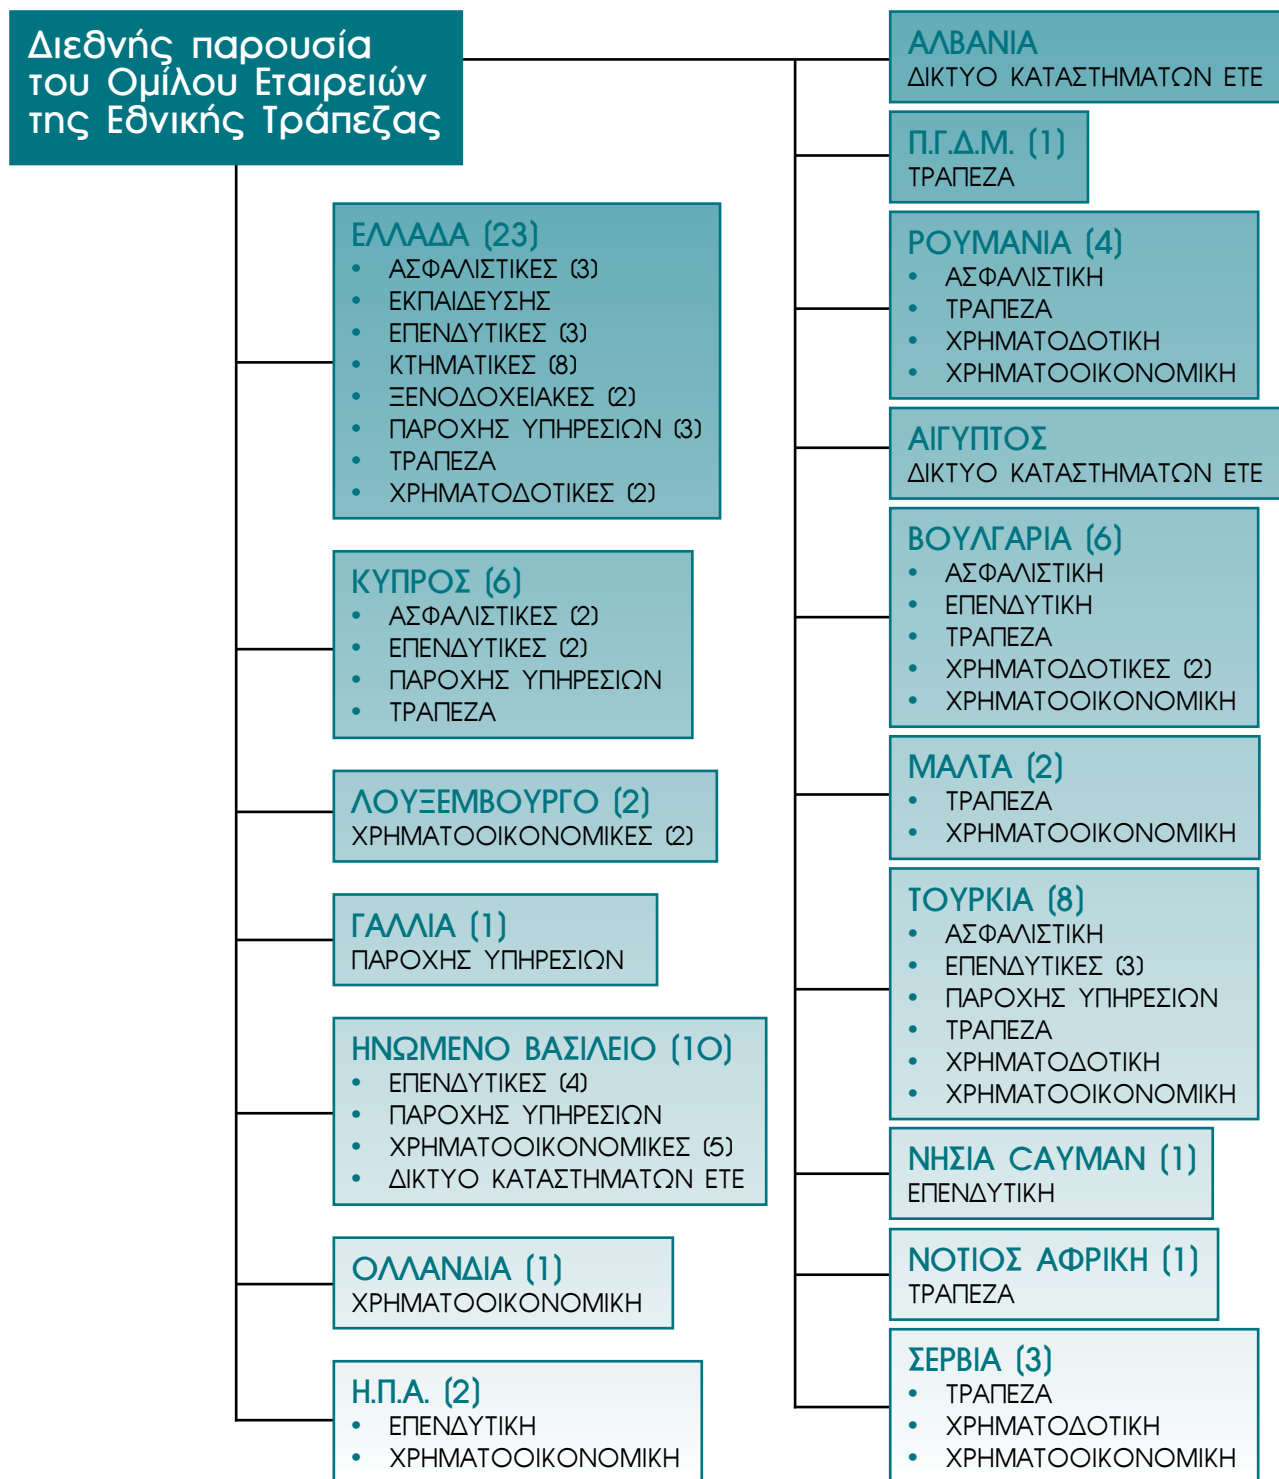 Διεθνής παρουσία
του Ομίλου Εταιρειών
της Εθνικής Τράπεζας
ΕΛΛΑΔΑ (23)
• ΑΣΦΑΛΙΣΤΙΚΕΣ (3)
• ΕΚΠΑΙΔΕΥΣΗΣ
• ΕΠΕΝΔΥΤΙΚΕΣ (3)
• ΚΤΗΜΑΤΙΚΕΣ (8)
• ΞΕΝΟΔΟΧΕΙΑΚΕΣ (2)
• ΠΑΡΟΧΗΣ ΥΠΗΡΕΣΙΩΝ (3)
• ΤΡΑΠΕΖΑ
• ΧΡΗΜΑΤΟΔΟΤΙΚΕΣ (2)
ΚΥΠΡΟΣ (6)
• ΑΣΦΑΛΙΣΤΙΚΕΣ (2)
• ΕΠΕΝΔΥΤΙΚΕΣ (2)
• ΠΑΡΟΧΗΣ ΥΠΗΡΕΣΙΩΝ
• ΤΡΑΠΕΖΑ
ΛΟΥΞΕΜΒΟΥΡΓΟ (2)
ΧΡΗΜΑΤΟΟΙΚΟΝΟΜΙΚΕΣ (2)
ΓΑΛΛΙΑ (1)
ΠΑΡΟΧΗΣ ΥΠΗΡΕΣΙΩΝ
ΗΝΩΜΕΝΟ ΒΑΣΙΛΕΙΟ (10)
• ΕΠΕΝΔΥΤΙΚΕΣ (4)
• ΠΑΡΟΧΗΣ ΥΠΗΡΕΣΙΩΝ
• ΧΡΗΜΑΤΟΟΙΚΟΝΟΜΙΚΕΣ (5)
• ΔΙΚΤΥΟ ΚΑΤΑΣΤΗΜΑΤΩΝ ΕΤΕ
ΟΛΛΑΝΔΙΑ (1)
ΧΡΗΜΑΤΟΟΙΚΟΝΟΜΙΚΗ
Η.Π.Α. (2)
• ΕΠΕΝΔΥΤΙΚΗ
• ΧΡΗΜΑΤΟΟΙΚΟΝΟΜΙΚΗ
ΑΛΒΑΝΙΑ
ΔΙΚΤΥΟ ΚΑΤΑΣΤΗΜΑΤΩΝ ΕΤΕ
Π.Γ.Δ.Μ. (1)
ΤΡΑΠΕΖΑ
ΡΟΥΜΑΝΙΑ (4)
• ΑΣΦΑΛΙΣΤΙΚΗ
• ΤΡΑΠΕΖΑ
• ΧΡΗΜΑΤΟΔΟΤΙΚΗ
• ΧΡΗΜΑΤΟΟΙΚΟΝΟΜΙΚΗ
ΑΙΓΥΠΤΟΣ
ΔΙΚΤΥΟ ΚΑΤΑΣΤΗΜΑΤΩΝ ΕΤΕ
ΒΟΥΛΓΑΡΙΑ (6)
• ΑΣΦΑΛΙΣΤΙΚΗ
• ΕΠΕΝΔΥΤΙΚΗ
• ΤΡΑΠΕΖΑ
• ΧΡΗΜΑΤΟΔΟΤΙΚΕΣ (2)
• ΧΡΗΜΑΤΟΟΙΚΟΝΟΜΙΚΗ
ΜΑΛΤΑ (2)
• ΤΡΑΠΕΖΑ
• ΧΡΗΜΑΤΟΟΙΚΟΝΟΜΙΚΗ
ΤΟΥΡΚΙΑ (8)
• ΑΣΦΑΛΙΣΤΙΚΗ
• ΕΠΕΝΔΥΤΙΚΕΣ (3)
• ΠΑΡΟΧΗΣ ΥΠΗΡΕΣΙΩΝ
• ΤΡΑΠΕΖΑ
• ΧΡΗΜΑΤΟΔΟΤΙΚΗ
• ΧΡΗΜΑΤΟΟΙΚΟΝΟΜΙΚΗ
ΝΗΣΙΑ CAYMAN (1)
ΕΠΕΝΔΥΤΙΚΗ
ΝΟΤΙΟΣ ΑΦΡΙΚΗ (1)
ΤΡΑΠΕΖΑ
ΣΕΡΒΙΑ (3)
• ΤΡΑΠΕΖΑ
• ΧΡΗΜΑΤΟΔΟΤΙΚΗ
• ΧΡΗΜΑΤΟΟΙΚΟΝΟΜΙΚΗ